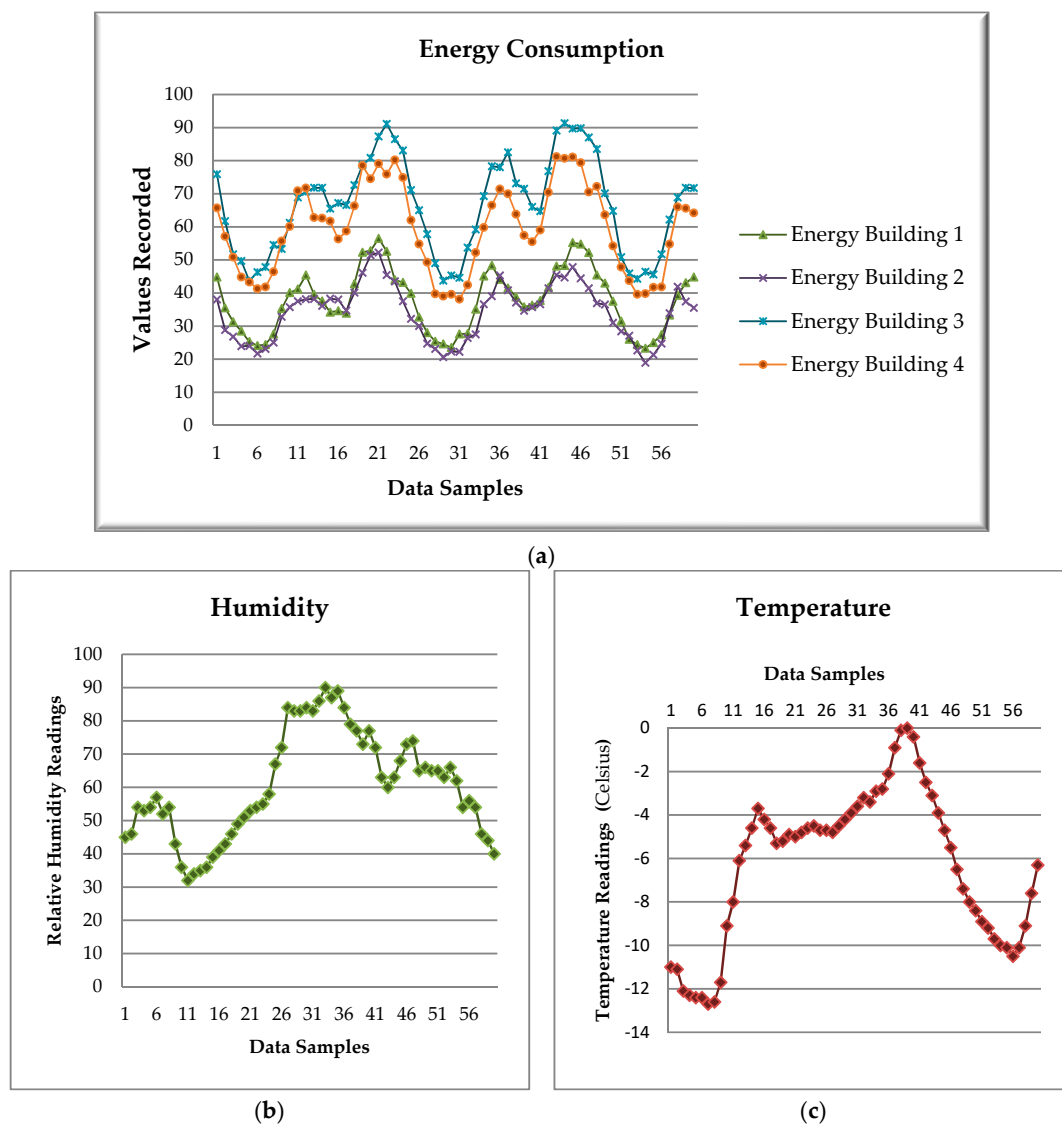 Energy Consumption
Values Recorded
100
90
80
70
60
50
40
30
20
10
0
1 6 11 16 21 26 31 36 41 46 51 56
Data Samples
Energy Building 1
Energy Building 2
Energy Building 3
Energy Building 4
(a)
Humidity
Relative Humidity Readings
100
90
80
70
60
50
40
30
20
10
0
1 6 11 16 21 26 31 36 41 46 51 56
Data Samples
(b)
Temperature
Data Samples
1 6 11 16 21 26 31 36 41 46 51 56
Temperature Readings (Celsius)
0
-2
-4
-6
-8
-10
-12
-14
(c)